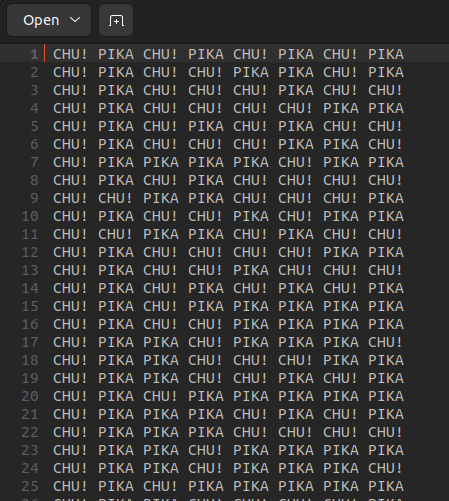 Open
1 CHU! PIKA CHU! PIKA CHU! PIKA CHU! PIKA
2 CHU! PIKA CHU! CHU! PIKA PIKA CHU! PIKA
3 CHU! PIKA CHU! CHU! CHU! PIKA CHU! CHU!
4 CHU! PIKA CHU! CHU! CHU! CHU! PIKA PIKA
5 CHU! PIKA CHU! PIKA CHU! PIKA CHU! CHU!
6 CHU! PIKA CHU! CHU! CHU! PIKA PIKA CHU!
7 CHU! PIKA PIKA PIKA PIKA CHU! PIKA PIKA
8 CHU! PIKA CHU! PIKA CHU! CHU! CHU! CHU!
9 CHU! CHU! PIKA PIKA CHU! CHU! CHU! PIKA
10 CHU! PIKA CHU! CHU! PIKA CHU! PIKA PIKA
11 CHU! CHU! PIKA PIKA CHU! PIKA CHU! CHU!
12 CHU! PIKA CHU! CHU! CHU! CHU! PIKA PIKA
13 CHU! PIKA CHU! CHU! PIKA CHU! CHU! CHU!
14 CHU! PIKA CHU! PIKA CHU! PIKA CHU! PIKA
15 CHU! PIKA CHU! PIKA PIKA PIKA PIKA PIKA
16 CHU! PIKA CHU! CHU! PIKA PIKA PIKA PIKA
17 CHU! PIKA PIKA CHU! PIKA PIKA PIKA CHU!
18 CHU! PIKA PIKA CHU! CHU! CHU! PIKA PIKA
19 CHU! PIKA PIKA CHU! CHU! PIKA CHU! PIKA
20 CHU! PIKA CHU! PIKA PIKA PIKA PIKA PIKA
21 CHU! PIKA PIKA PIKA CHU! PIKA CHU! PIKA
22 CHU! PIKA PIKA PIKA CHU! CHU! CHU! CHU!
23 CHU! PIKA PIKA CHU! PIKA PIKA PIKA PIKA
24 CHU! PIKA PIKA CHU! PIKA PIKA PIKA CHU!
25 CHU! PIKA CHU! PIKA PIKA PIKA PIKA PIKA